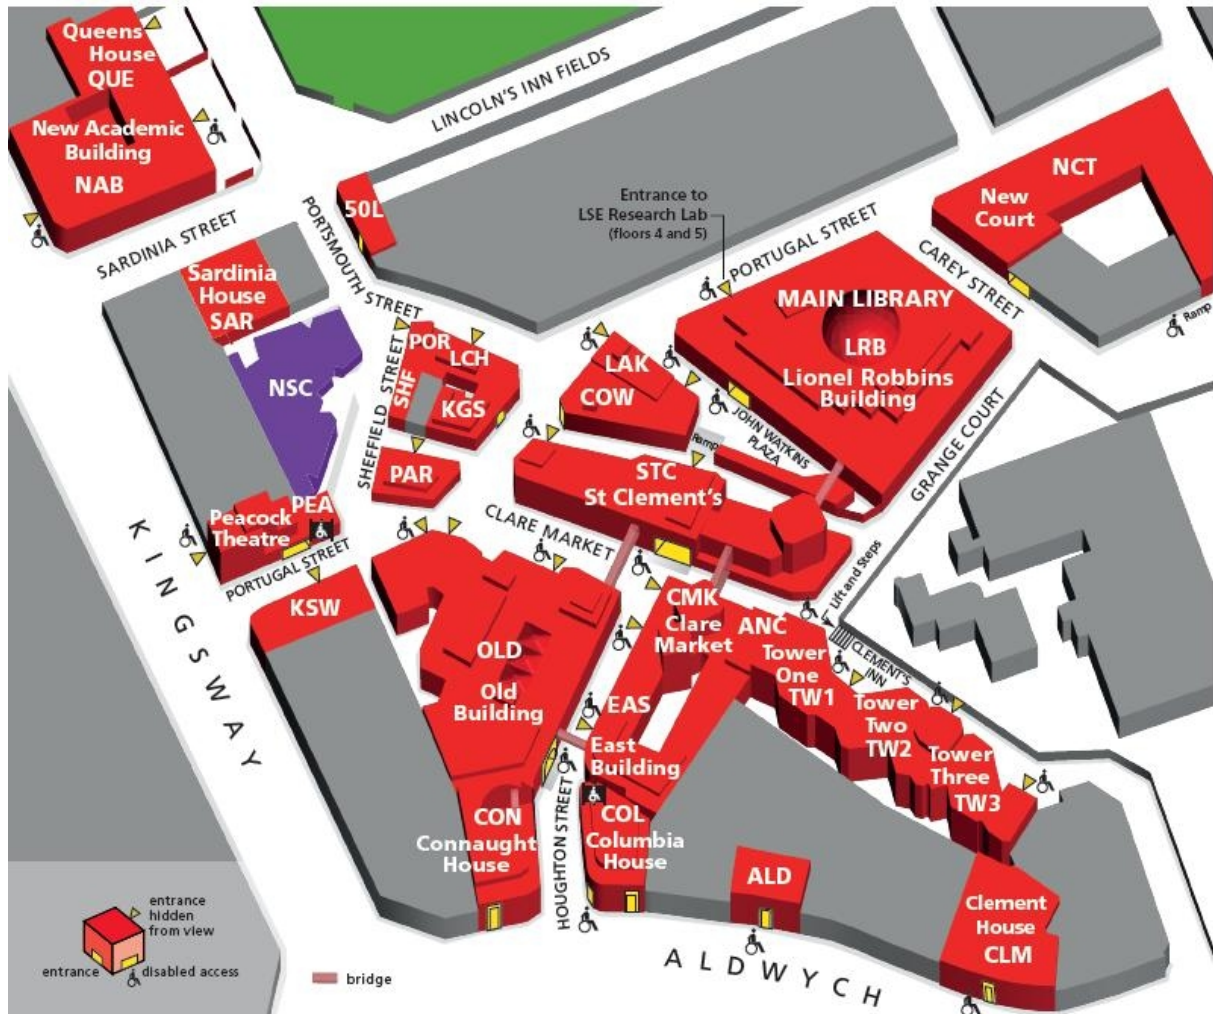 Queens
House
QUE
New Academic
Building
NAB
LINCOLN'S INN FIELDS
SARDINIA STREET
PORTSMOUTH STREET
50L
Entrance to
LSE Research Lab
(floors 4 and 5)
PORTUGAL STREET
NCT
New
Court
CAREY STREET
Ramp
Sardinia
House
SAR
NSC
SHEFFIELD STREET
POR
LCH
SHF
KGS
PAR
LAK
COW
MAIN LIBRARY
LRB
Lionel Robbins
Building
JOHN WATKINS
PLAZA
Ramp
GRANGE COURT
STC
St Clement's
CLARE MARKET
PEA
Peacock
Theatre
PORTUGAL STREET
KINGSWAY
KSW
OLD
Old
Building
CMK
Clare
Market
ANC
Lift and Steps
CLEMENT'S
INN
Tower
One
TW1
Tower
Two
TW2
Tower
Three
TW3
EAS
East
Building
CON
Connaught
House
HOUGHTON STREET
COL
Columbia
House
ALD
Clement
House
CLM
ALDWYCH
entrance
hidden
from view
entrance
disabled access
bridge